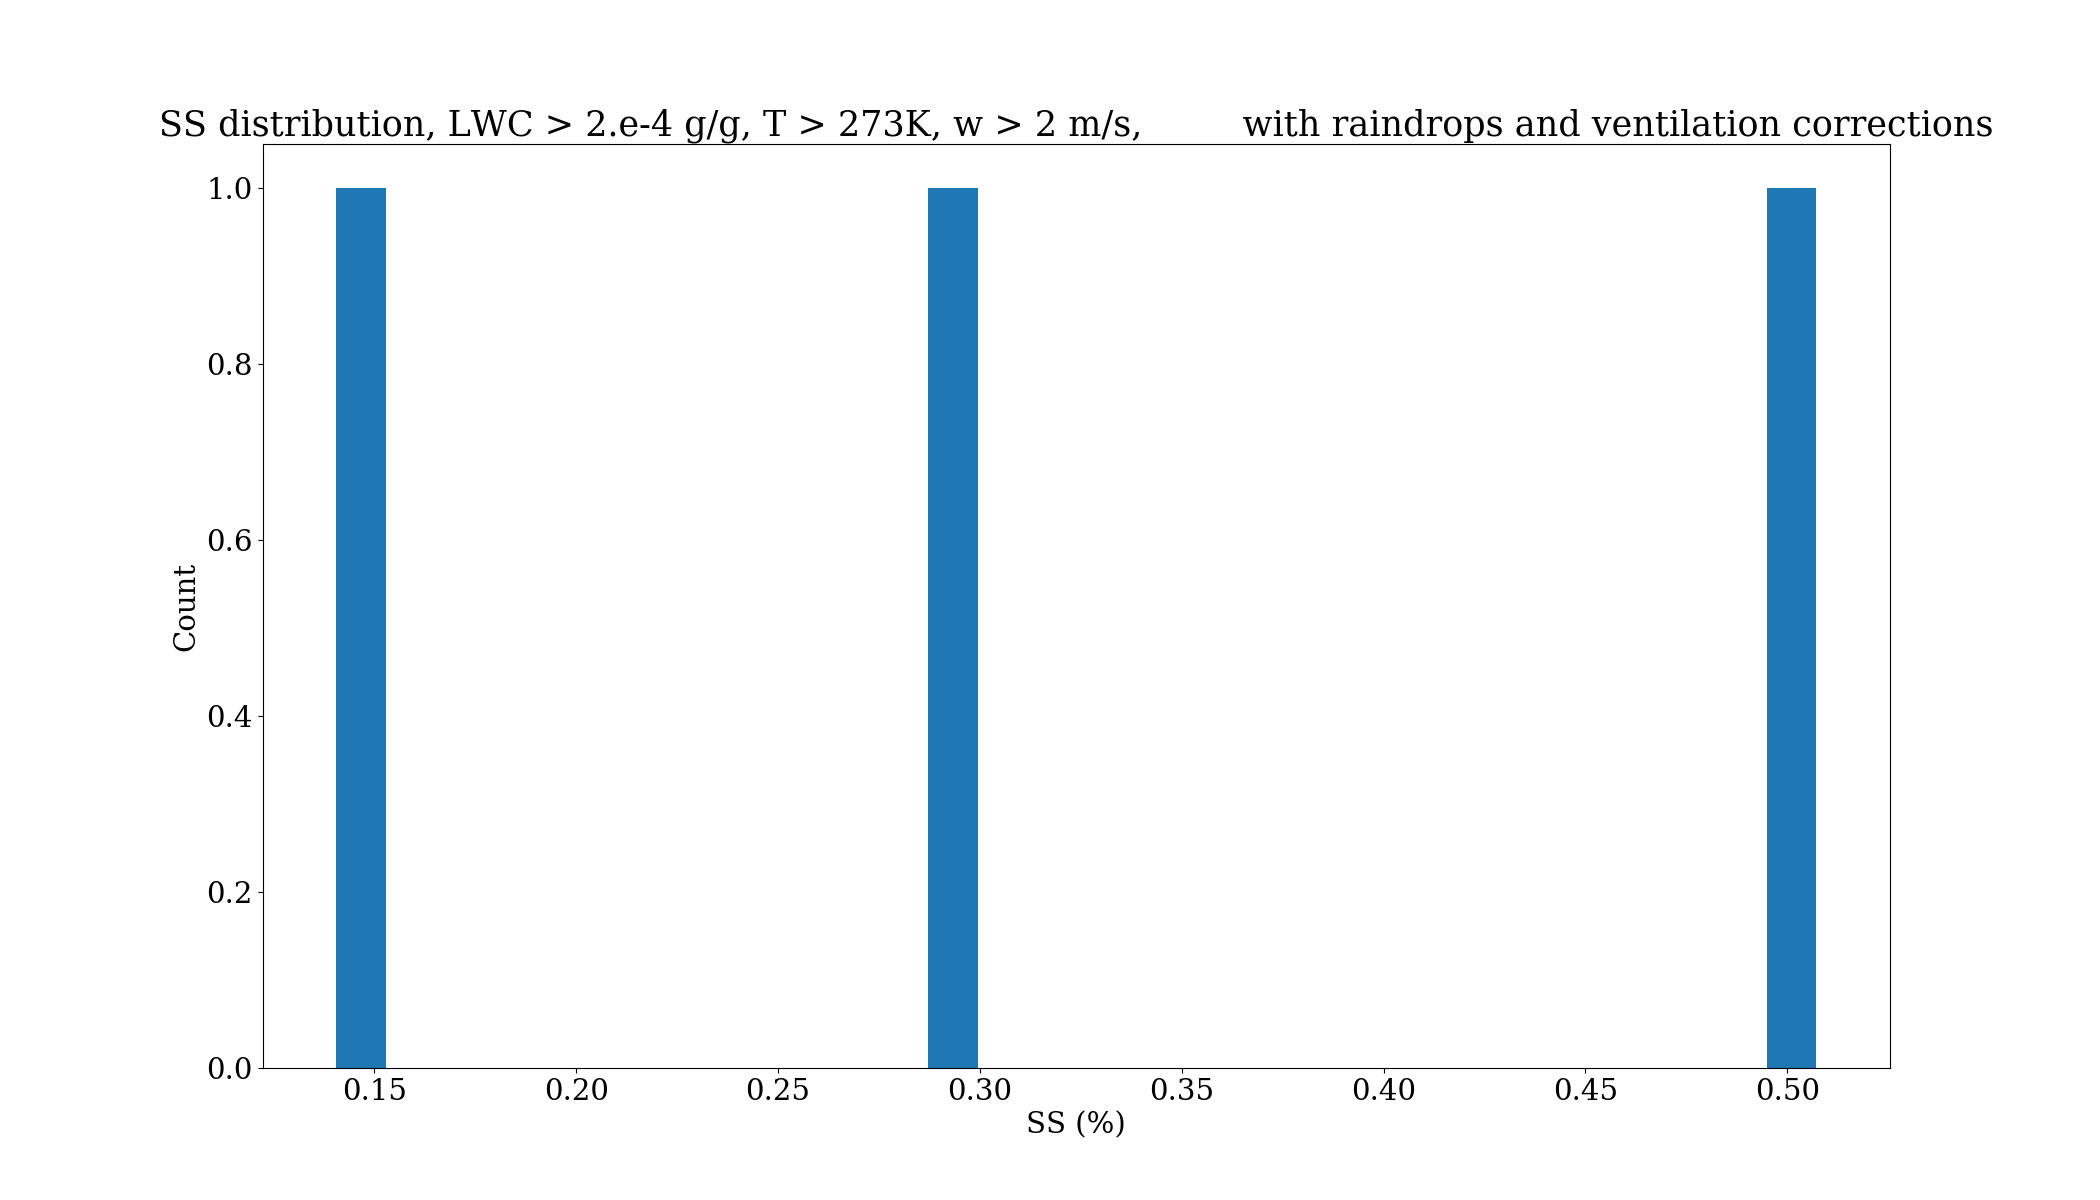 SS distribution, LWC > 2.e-4 g/g, T > 273K, w > 2 m/s, with raindrops and ventilation corrections
1.0
0.8
0.6
0.4
0.2
0.0
Count
0.15 0.20 0.25 0.30 0.35 0.40 0.45 0.50
SS (%)